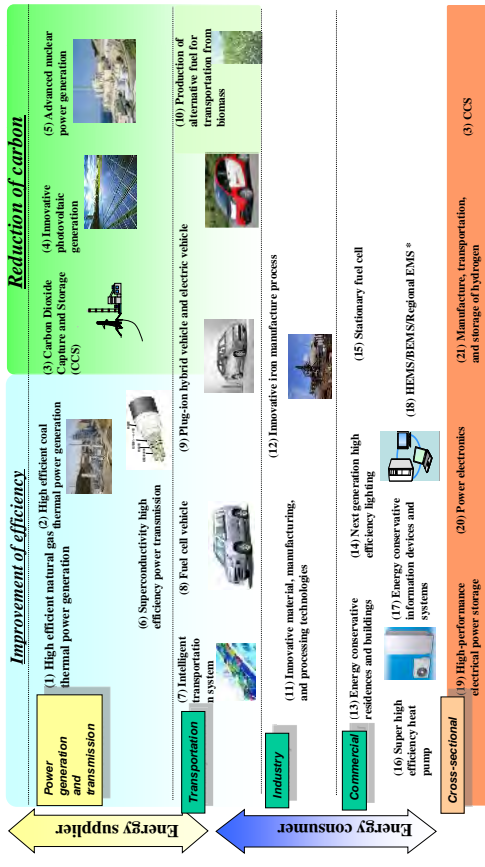 Improvement of efficiency
Reduction of carbon
Energy supplier
Energy consumer
Power
generation
and
transmission
(1) High efficient natural gas
thermal power generation
(2) High efficient coal
thermal power generation
(3) Carbon Dioxide
Capture and Storage
(CCS)
(4) Innovative
photovoltaic
generation
(5) Advanced nuclear
power generation
(6) Superconductivity high
efficiency power transmission
Transportation
(7) Intelligent
transportatio
n system
(8) Fuel cell vehicle
(9) Plug-ion hybrid vehicle and electric vehicle
(10) Production of
alternative fuel for
transportation from
biomass
Industry
(11) Innovative material, manufacturing,
and processing technologies
(12) Innovative iron manufacture process
Commercial
(13) Energy conservative
residences and buildings
(14) Next generation high
efficiency lighting
(15) Stationary fuel cell
(16) Super high
efficiency heat
pump
(17) Energy conservative
information devices and
systems
(18) HEMS/BEMS/Regional EMS *
Cross-sectional
(19) High-performance
electrical power storage
(20) Power electronics
(21) Manufacture, transportation,
and storage of hydrogen
(3) CCS